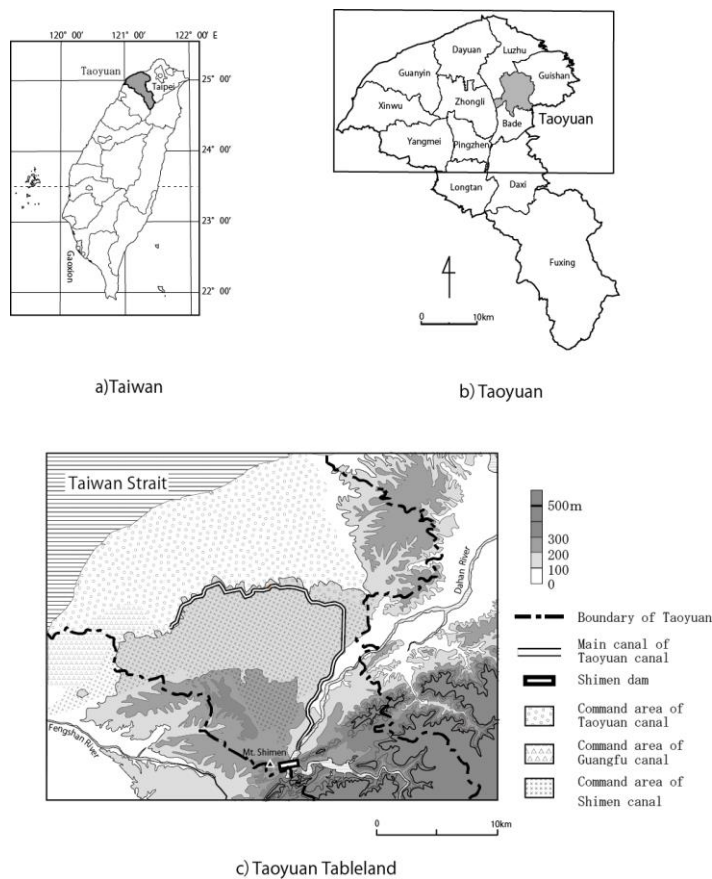 120° 00'
121° 00'
122° 00' E
Taoyuan
Taipei
25° 00'
24° 00'
23° 00'
22° 00'
Gaoxion
a)Taiwan
Dayuan
Luzhu
Guanyin
Guishan
Xinwu
Zhongli
Taoyuan
Bade
Yangmei
Pingzhen
Longtan
Daxi
Fuxing
0 10km
b) Taoyuan
Taiwan Strait
Dahan River
Fengshan River
Mt. Shimen
500m
300
200
100
0
Boundary of Taoyuan
Main canal of
Taoyuan canal
Shimen dam
Command area of
Taoyuan canal
Command area of
Guangfu canal
Command area of
Shimen canal
0 10km
c) Taoyuan Tableland